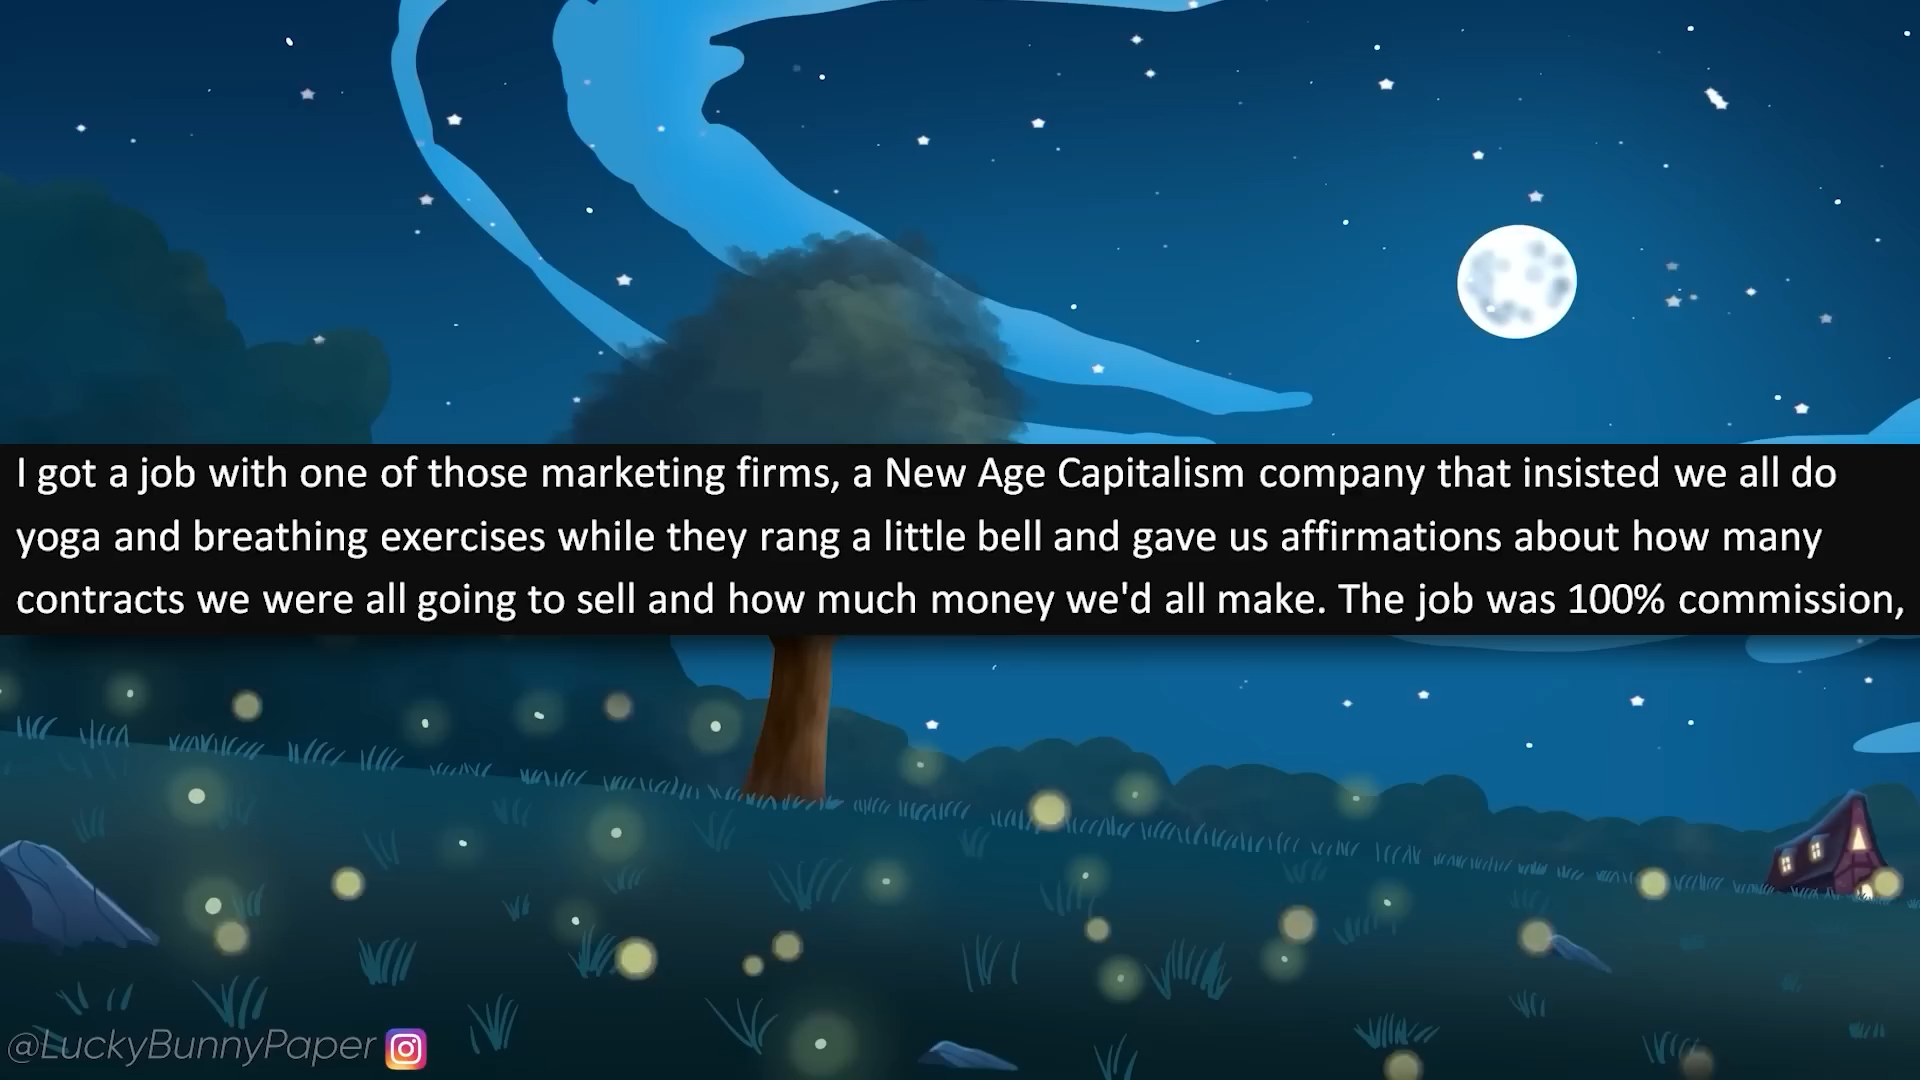 I got a job with one of those marketing firms, a New Age Capitalism company that insisted we all do
yoga and breathing exercises while they rang a little bell and gave us affirmations about how many
contracts we were all going to sell and how much money we'd all make. The job was 100% commission,
@LuckyBunnyPaper